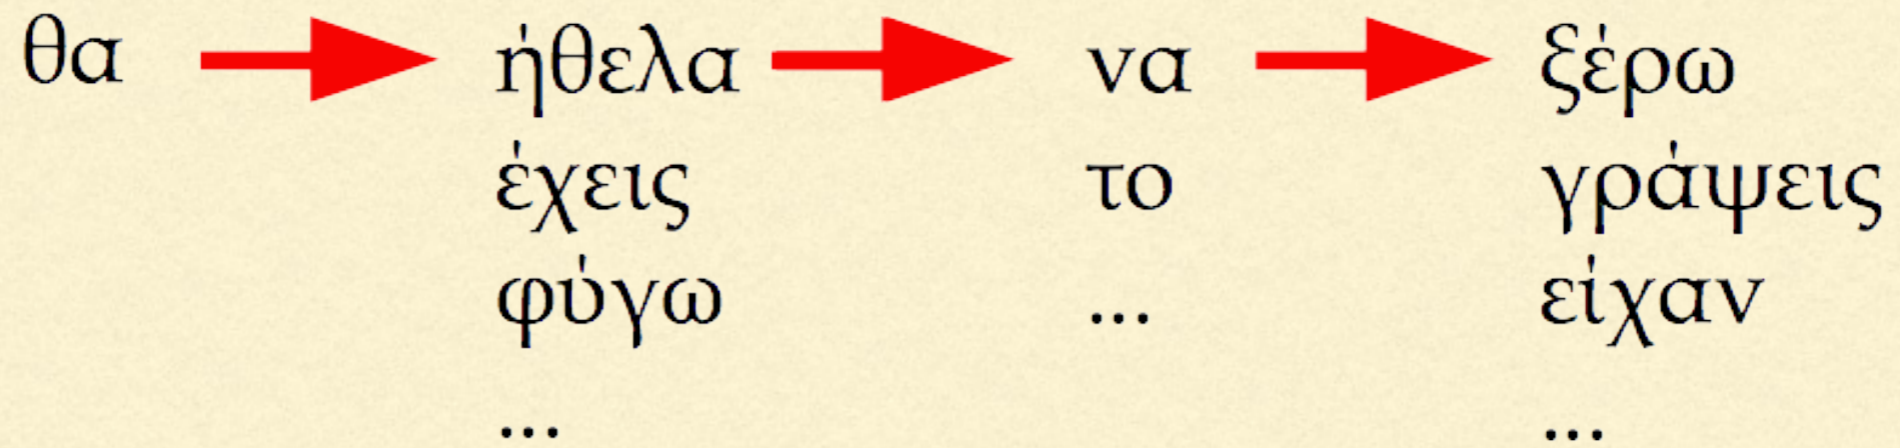 θα ήθελα να ξέρω
έχεις το γράψεις
φύγω ... είχαν
... ...